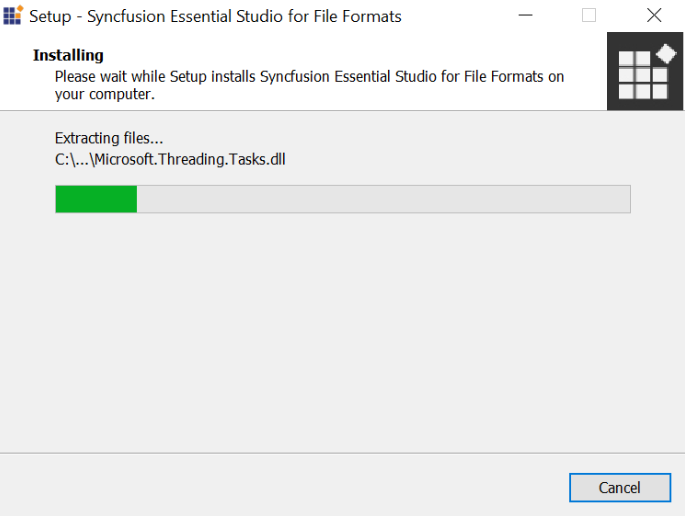 Setup - Syncfusion Essential Studio for File Formats
Installing
Please wait while Setup installs Syncfusion Essential Studio for File Formats on
your computer.
Extracting files...
C:\...\Microsoft.Threading.Tasks.dll
Cancel